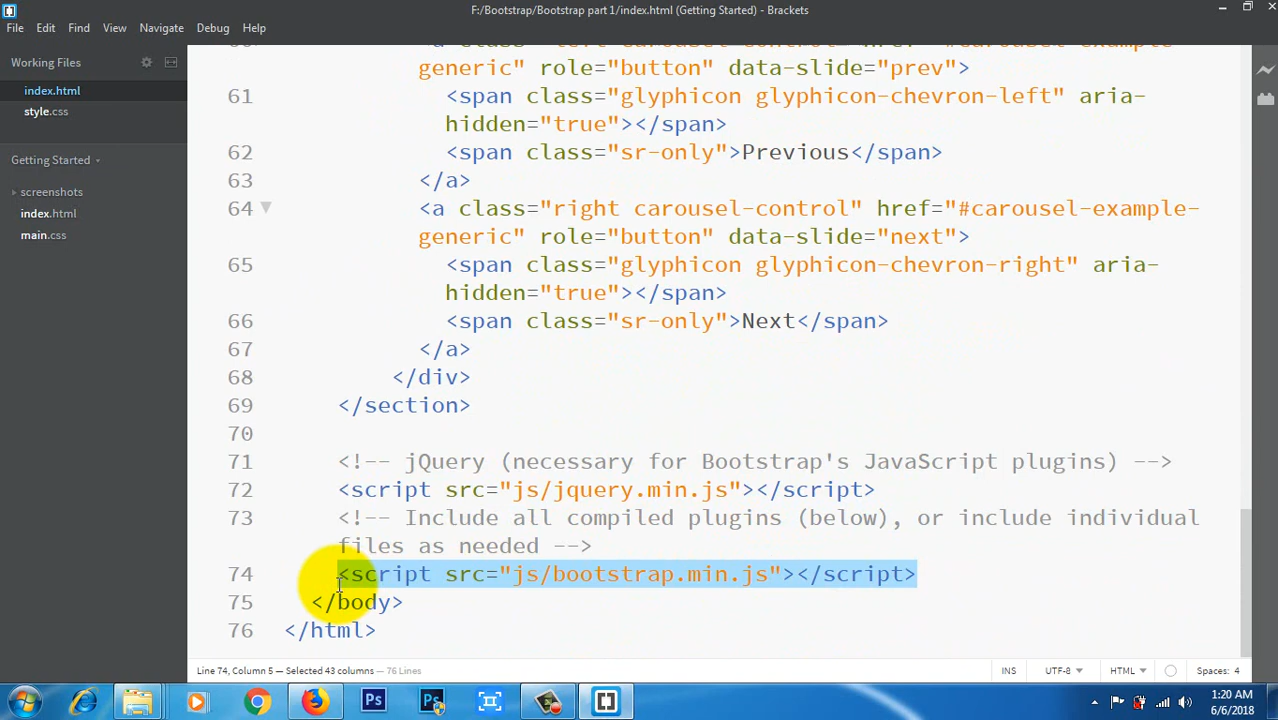 F:/Bootstrap/Bootstrap part 1/index.html (Getting Started) - Brackets
File Edit Find View Navigate Debug Help
Working Files
index.html
style.css
Getting Started
screenshots
index.html
main.css
generic" role="button" data-slide="prev">
61 <span class="glyphicon glyphicon-chevron-left" aria-
hidden="true"></span>
62 <span class="sr-only">Previous</span>
63 </a>
64 <a class="right carousel-control" href="#carousel-example-
generic" role="button" data-slide="next">
65 <span class="glyphicon glyphicon-chevron-right" aria-
hidden="true"></span>
66 <span class="sr-only">Next</span>
67 </a>
68 </div>
69 </section>
70
71 <!-- jQuery (necessary for Bootstrap's JavaScript plugins) -->
72 <script src="js/jquery.min.js"></script>
73 <!-- Include all compiled plugins (below), or include individual
files as needed -->
74 <script src="js/bootstrap.min.js"></script>
75 </body>
76 </html>
Line 74, Column 5 — Selected 43 columns — 76 Lines
INS UTF-8 HTML Spaces: 4
Ps Ps
1:20 AM
6/6/2018